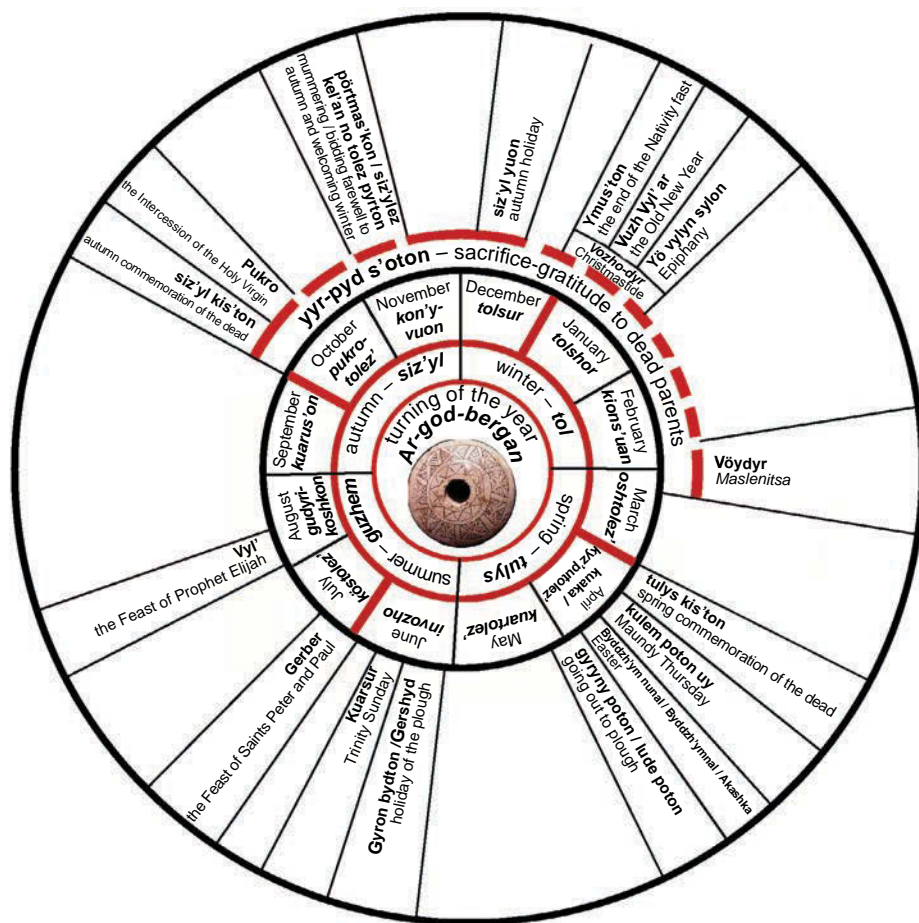 turning of the year
Ar-god-bergan
winter – tol
spring – tulys
summer – guzhem
autumn – siz'yl
January
tolshor
February
kions'uan
March
oshtolez'
April
kuaka /
kyz'putolez'
May
kuartolez'
June
invozho
July
köstolez'
August
gudyri-
koshkon
September
kuarus'on
October
pukro-
tolez'
November
kon'y-
vuon
December
tolsur
yyr-pyd s'oton – sacrifice-gratitude to dead parents
siz'yl kis'ton
autumn commemoration of the dead
Pukro
the Intercession of the Holy Virgin
pörtmas'kon / siz'ylez
kel'an no tolez pyrton
mummering / bidding farewell to
autumn and welcoming winter
siz'yl yuon
autumn holiday
Vozho-dyr
Christmastide
Ymus'ton
the end of the Nativity fast
Vuzh Vyl' ar
the Old New Year
Yö vylyn sylon
Epiphany
Vöydyr
Maslenitsa
tulys kis'ton
spring commemoration of the dead
kulem poton uy
Maundy Thursday
Byddzh'ym nunal / Byddzh'ymnal / Akashka
Easter
gyryny poton / lude poton
going out to plough
Gyron bydton /Gershyd
holiday of the plough
Kuarsur
Trinity Sunday
Gerber
the Feast of Saints Peter and Paul
Vyl'
the Feast of Prophet Elijah